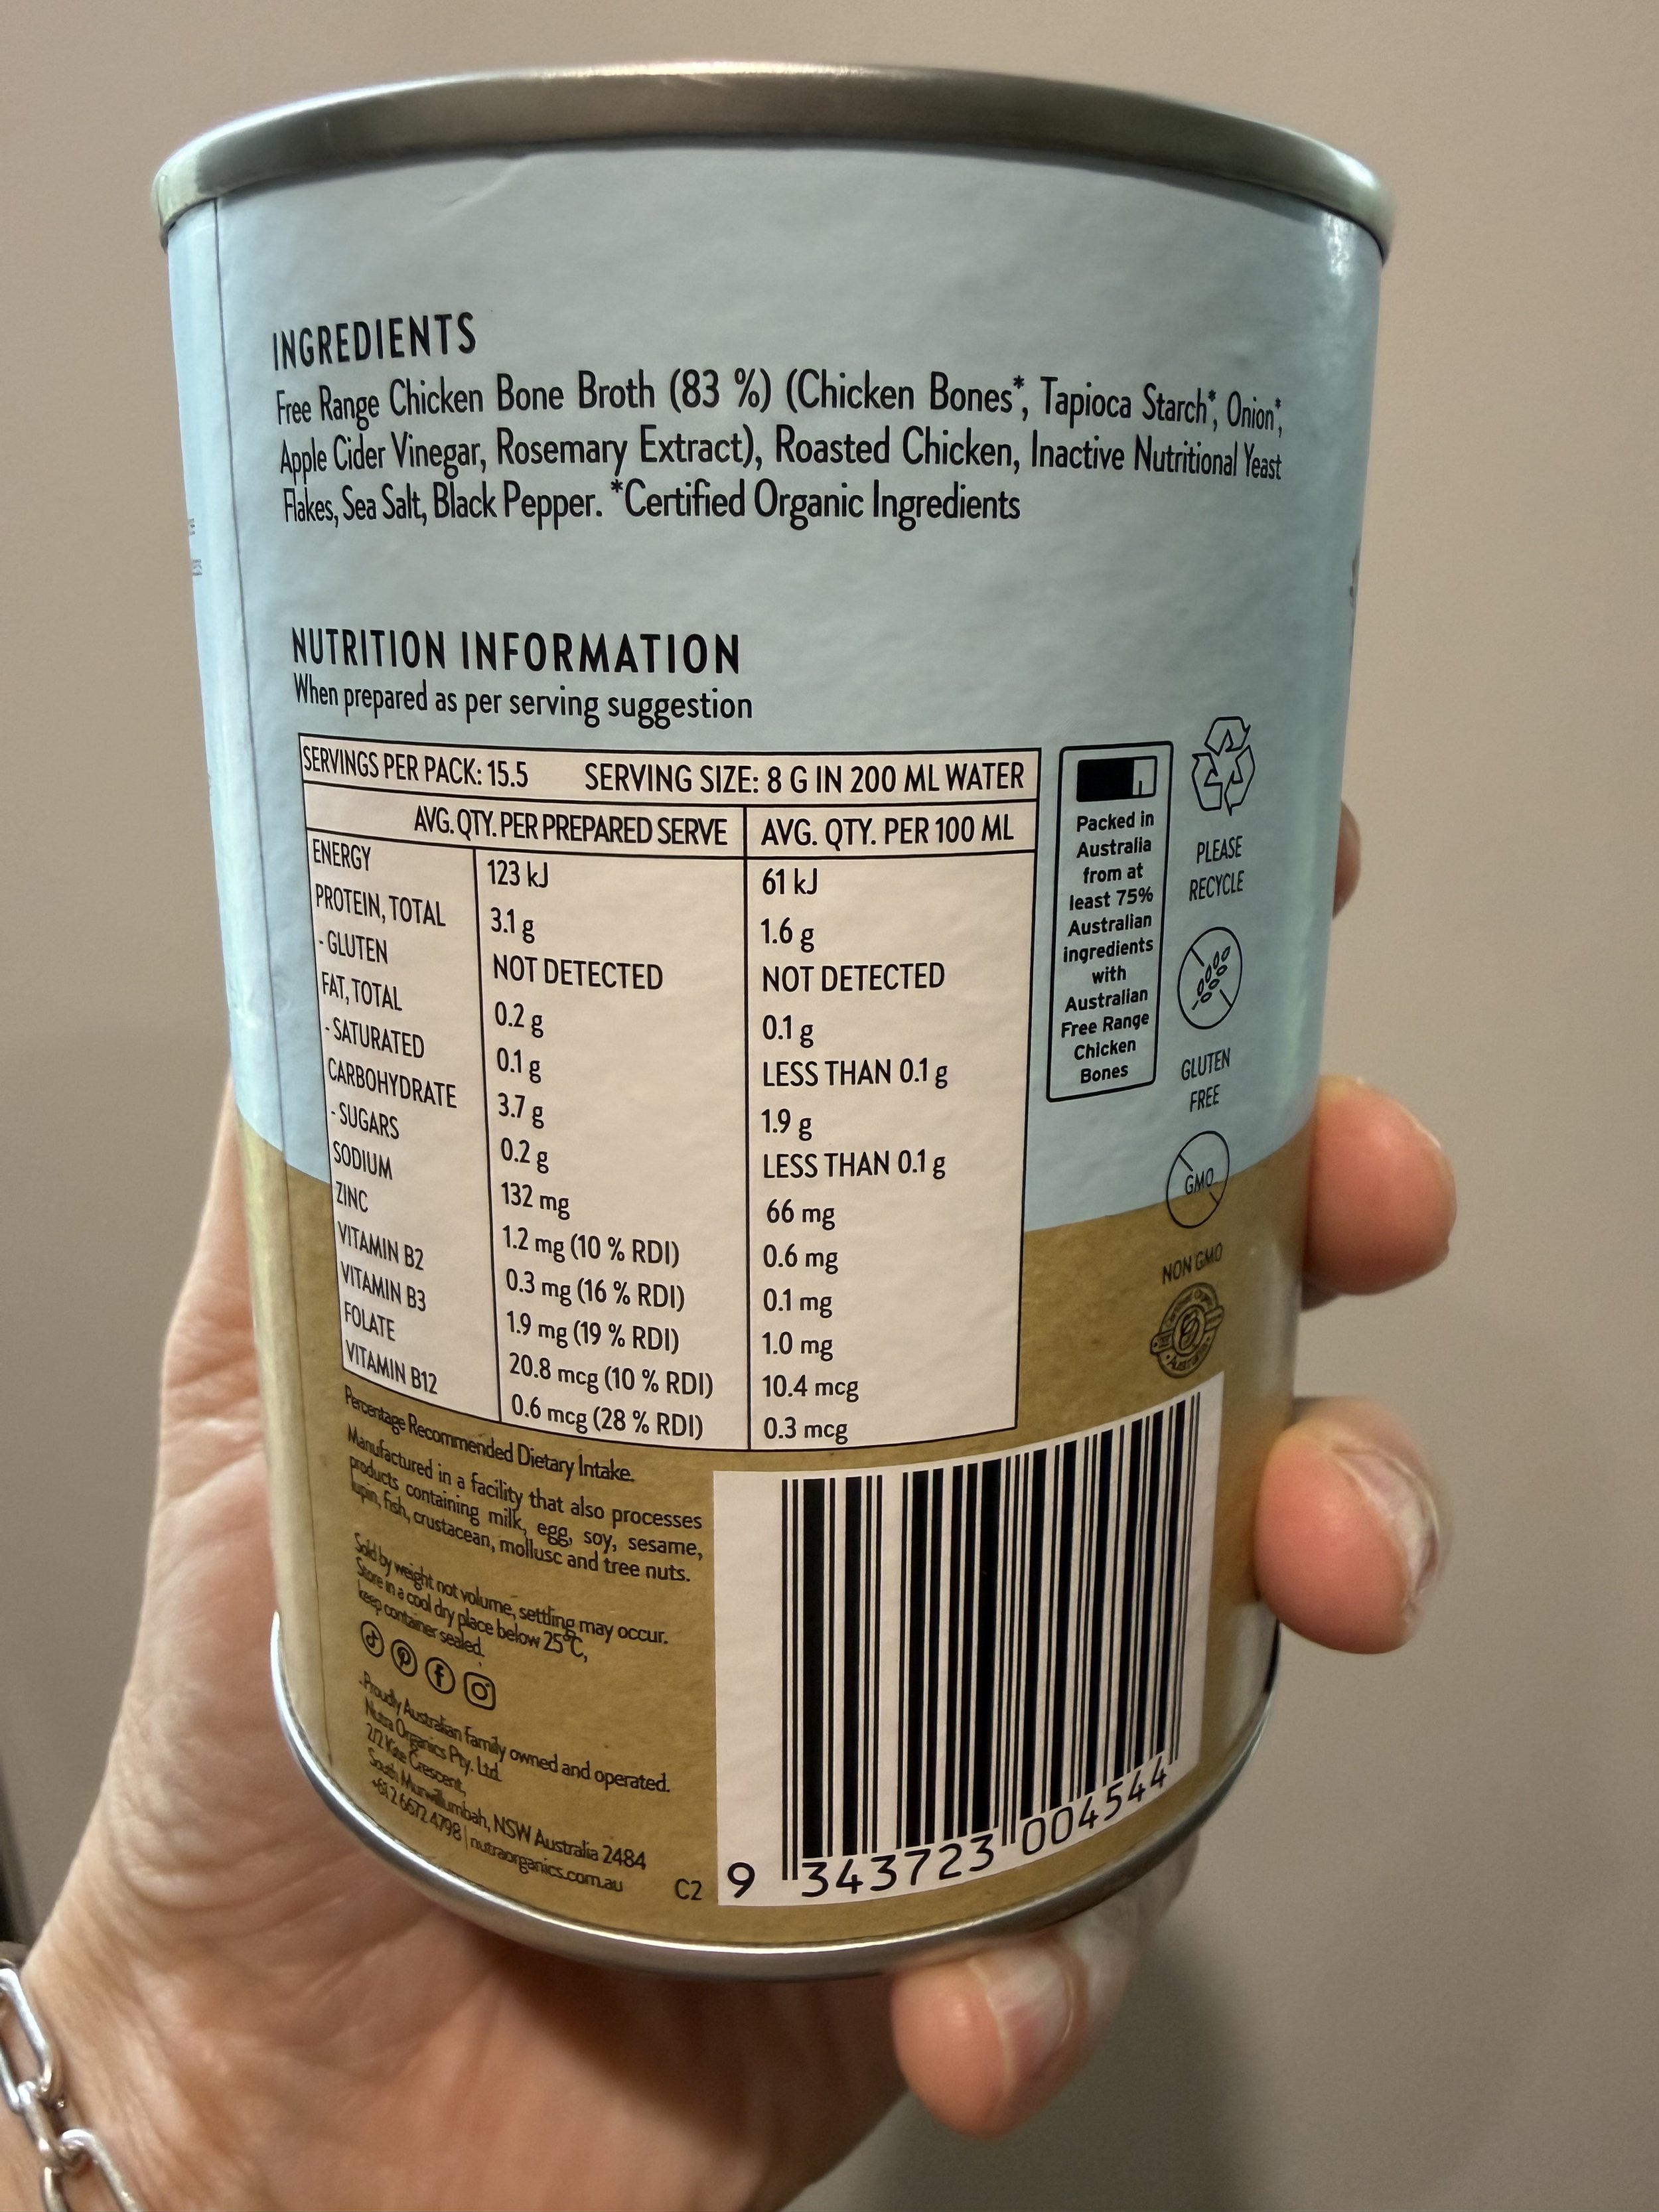 INGREDIENTS
Free Range Chicken Bone Broth (83 %) (Chicken Bones*, Tapioca Starch*, Onion*,
Apple Cider Vinegar, Rosemary Extract), Roasted Chicken, Inactive Nutritional Yeast
Flakes, Sea Salt, Black Pepper. *Certified Organic Ingredients
NUTRITION INFORMATION
When prepared as per serving suggestion
SERVINGS PER PACK: 15.5 SERVING SIZE: 8 G IN 200 ML WATER
AVG. QTY. PER PREPARED SERVE AVG. QTY. PER 100 ML
ENERGY 123 kJ 61 kJ
PROTEIN, TOTAL 3.1 g 1.6 g
- GLUTEN NOT DETECTED NOT DETECTED
FAT, TOTAL 0.2 g 0.1 g
- SATURATED 0.1 g LESS THAN 0.1 g
CARBOHYDRATE 3.7 g 1.9 g
- SUGARS 0.2 g LESS THAN 0.1 g
SODIUM 132 mg 66 mg
ZINC 1.2 mg (10 % RDI) 0.6 mg
VITAMIN B2 0.3 mg (16 % RDI) 0.1 mg
VITAMIN B3 1.9 mg (19 % RDI) 1.0 mg
FOLATE 20.8 mcg (10 % RDI) 10.4 mcg
VITAMIN B12 0.6 mcg (28 % RDI) 0.3 mcg
Packed in
Australia
from at
least 75%
Australian
ingredients
with
Australian
Free Range
Chicken
Bones
PLEASE
RECYCLE
GLUTEN
FREE
GMO
NON GMO
Percentage Recommended Dietary Intake.
Manufactured in a facility that also processes
products containing milk, egg, soy, sesame,
lupin, fish, crustacean, mollusc and tree nuts.
Sold by weight not volume, settling may occur.
Store in a cool dry place below 25°C,
keep container sealed.
Proudly Australian family owned and operated.
Nutra Organics Pty. Ltd.
2/2 Kite Crescent,
South Murwillumbah, NSW Australia 2484
+61 2 6672 4798 | nutraorganics.com.au
C2
9 343723 004544